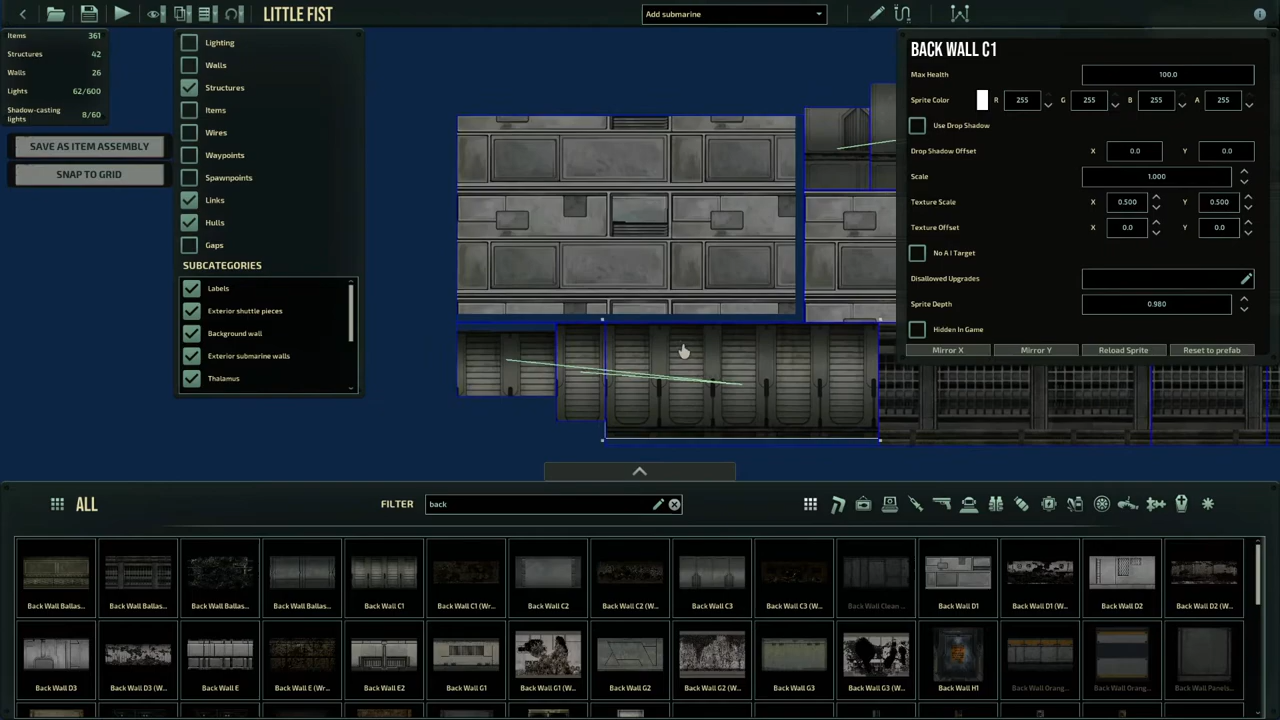 LITTLE FIST
Add submarine
Items 361
Structures 42
Walls 26
Lights 62/600
Shadow-casting lights 8/60
SAVE AS ITEM ASSEMBLY
SNAP TO GRID
Lighting
Walls
Structures
Items
Wires
Waypoints
Spawnpoints
Links
Hulls
Gaps
SUBCATEGORIES
Labels
Exterior shuttle pieces
Background wall
Exterior submarine walls
Thalamus
BACK WALL C1
Max Health 100.0
Sprite Color R 255 G 255 B 255 A 255
Use Drop Shadow
Drop Shadow Offset X 0.0 Y 0.0
Scale 1.000
Texture Scale X 0.500 Y 0.500
Texture Offset X 0.0 Y 0.0
No A I Target
Disallowed Upgrades
Sprite Depth 0.980
Hidden In Game
Mirror X Mirror Y Reload Sprite Reset to prefab
ALL
FILTER back
Back Wall Ballas... Back Wall Ballas... Back Wall Ballas... Back Wall Ballas... Back Wall C1 Back Wall C1 (Wr... Back Wall C2 Back Wall C2 (W... Back Wall C3 Back Wall C3 (W... Back Wall Clean ... Back Wall D1 Back Wall D1 (W... Back Wall D2 Back Wall D2 (W...
Back Wall D3 Back Wall D3 (W... Back Wall E Back Wall E (Wr... Back Wall E2 Back Wall G1 Back Wall G1 (W... Back Wall G2 Back Wall G2 (W... Back Wall G3 Back Wall G3 (W... Back Wall H1 Back Wall Orang... Back Wall Orang... Back Wall Panels...